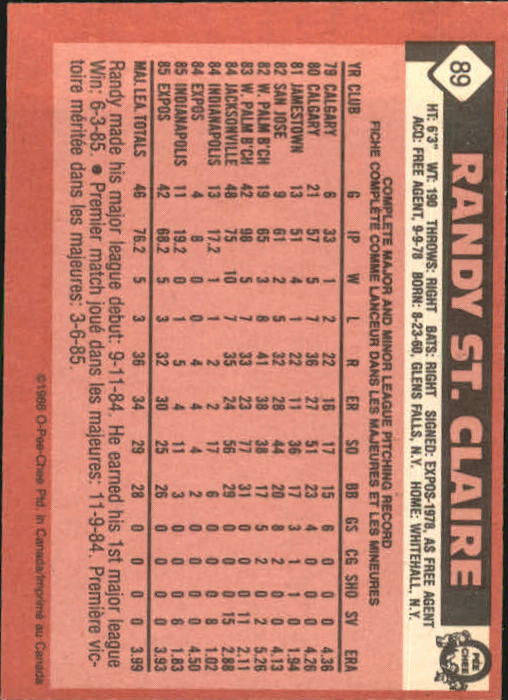 89
RANDY ST. CLAIRE
O-PEE-CHEE
HT: 6'3" WT: 190 THROWS: RIGHT BATS: RIGHT SIGNED: EXPOS-1978, AS FREE AGENT
ACQ: FREE AGENT, 9-9-78 BORN: 8-23-60, GLENS FALLS, N.Y. HOME: WHITEHALL, N.Y.
COMPLETE MAJOR AND MINOR LEAGUE PITCHING RECORD
FICHE COMPLÈTE COMME LANCEUR DANS LES MAJEURES ET LES MINEURES
YR CLUB G IP W L R ER SO BB GS CG SHO SV ERA
79 CALGARY 6 33 1 2 22 16 17 15 6 0 0 0 4.36
80 CALGARY 21 57 5 7 36 27 51 23 4 0 0 0 4.26
81 JAMESTOWN 13 51 4 1 22 11 36 17 3 1 1 0 1.94
82 SAN JOSE 9 61 2 5 32 28 44 20 8 2 0 0 4.13
82 W. PALM B'CH 19 65 3 8 41 38 38 17 5 2 0 2 5.26
83 W. PALM B'CH 42 98 5 7 33 23 77 31 0 0 0 11 2.11
84 JACKSONVILLE 48 75 10 7 35 24 56 29 0 0 0 15 2.88
84 INDIANAPOLIS 13 17.2 1 1 2 2 17 6 0 0 0 8 1.02
84 EXPOS 4 8 0 0 4 4 4 2 0 0 0 0 4.50
85 INDIANAPOLIS 11 19.2 1 1 4 4 11 3 0 0 0 6 1.83
85 EXPOS 42 68.2 5 3 32 30 25 26 0 0 0 0 3.93
MAJ. LEA TOTALS 46 76.2 5 3 36 34 29 28 0 0 0 0 3.99
Randy made his major league debut: 9-11-84. He earned his 1st major league
Win: 6-3-85. ● Premier match joué dans les majeures: 11-9-84. Première vic-
toire méritée dans les majeures: 3-6-85.
©1986 O-Pee-Chee Ptd. in Canada/Imprimé au Canada